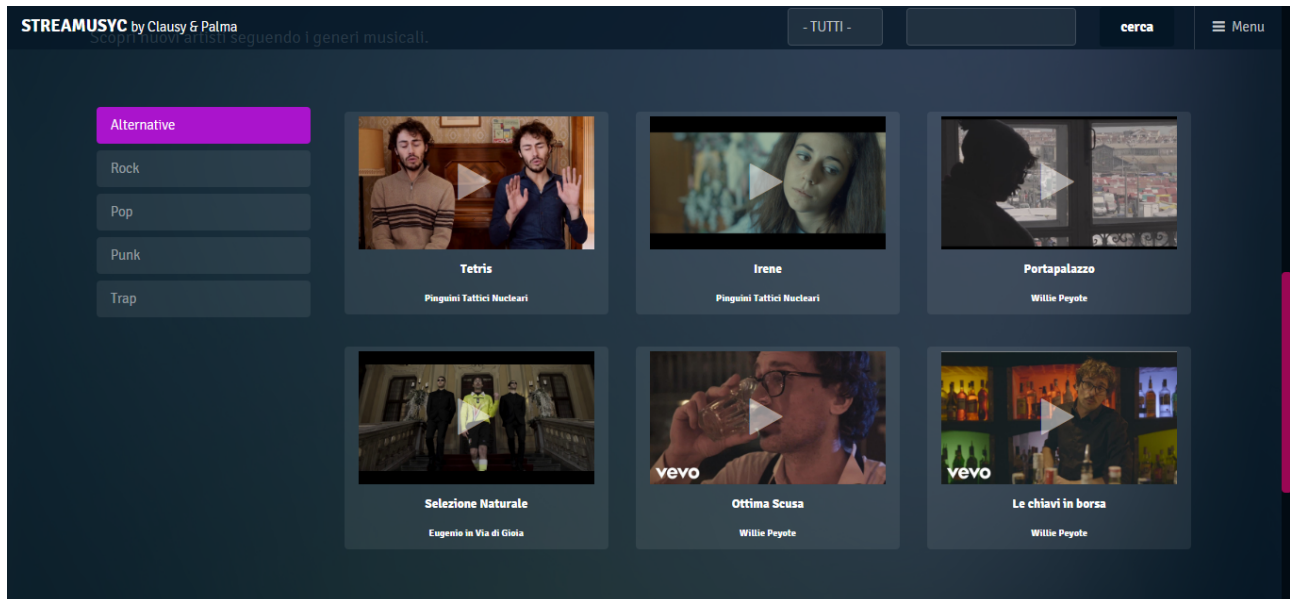 STREAMUSYC by Clausy & Palma
- TUTTI -
cerca
Menu
Scopri nuovi artisti seguendo i generi musicali.
Alternative
Rock
Pop
Punk
Trap
Tetris
Pinguini Tattici Nucleari
Irene
Pinguini Tattici Nucleari
Portapalazzo
Willie Peyote
Selezione Naturale
Eugenio in Via di Gioia
vevo
Ottima Scusa
Willie Peyote
vevo
Le chiavi in borsa
Willie Peyote